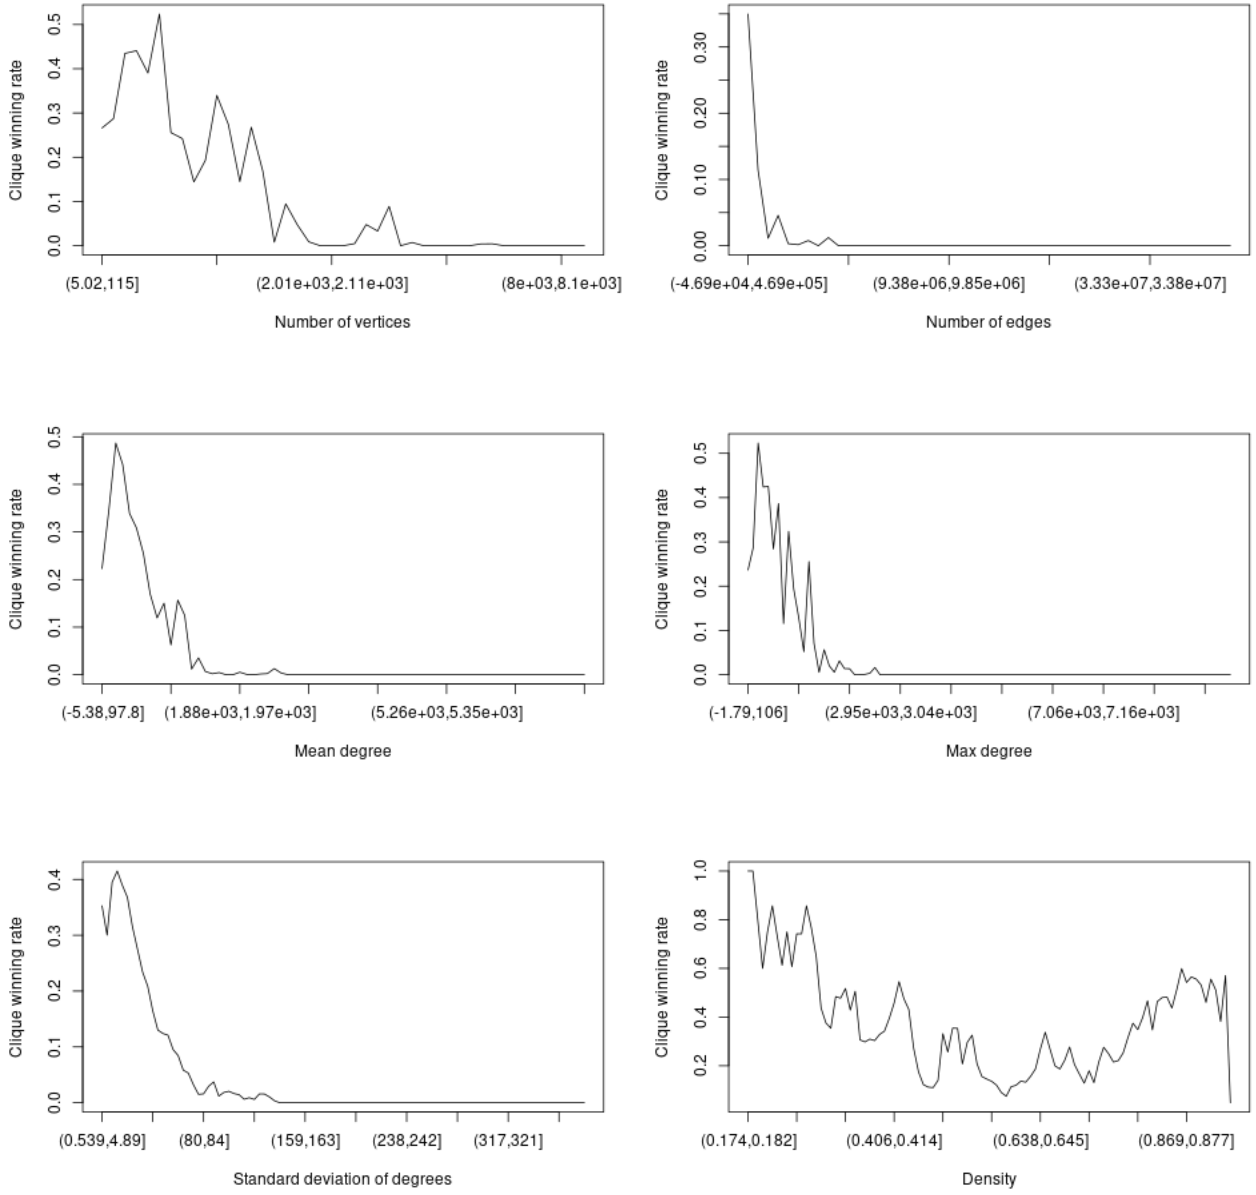 Clique winning rate
0.5
0.4
0.3
0.2
0.1
0.0
(5.02,115]
(2.01e+03,2.11e+03]
(8e+03,8.1e+03]
Number of vertices
Clique winning rate
0.30
0.20
0.10
0.00
(-4.69e+04,4.69e+05]
(9.38e+06,9.85e+06]
(3.33e+07,3.38e+07]
Number of edges
Clique winning rate
0.5
0.4
0.3
0.2
0.1
0.0
(-5.38,97.8]
(1.88e+03,1.97e+03]
(5.26e+03,5.35e+03]
Mean degree
Clique winning rate
0.5
0.4
0.3
0.2
0.1
0.0
(-1.79,106]
(2.95e+03,3.04e+03]
(7.06e+03,7.16e+03]
Max degree
Clique winning rate
0.4
0.3
0.2
0.1
0.0
(0.539,4.89]
(80,84]
(159,163]
(238,242]
(317,321]
Standard deviation of degrees
Clique winning rate
1.0
0.8
0.6
0.4
0.2
(0.174,0.182]
(0.406,0.414]
(0.638,0.645]
(0.869,0.877]
Density